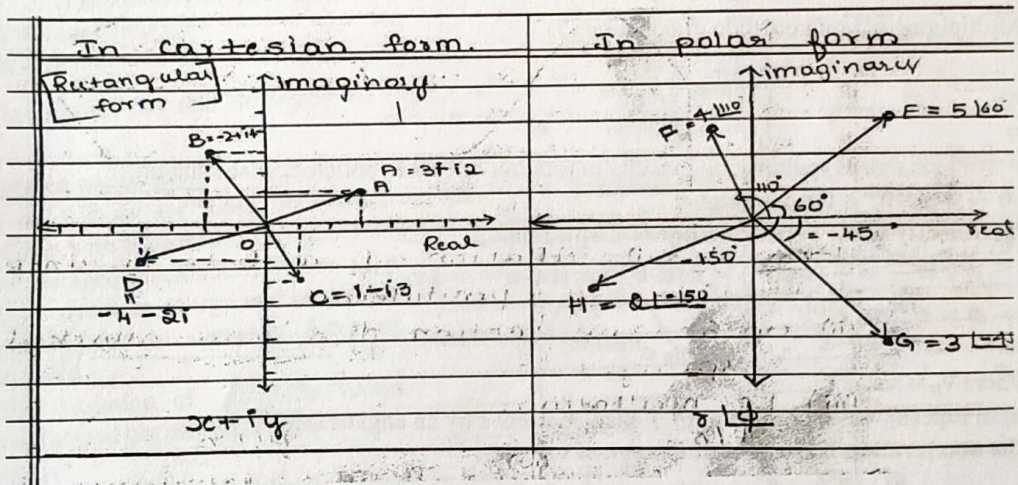 In cartesian form.
Rectangular form
imaginary
B = -2+i4
A = 3+i2
A
0
Real
D
=
-4-2i
C = 1-i3
x+iy
In polar form
imaginary
F = 4∠110°
E = 5∠60°
110°
60°
= -45°
real
-150°
H = 2∠-150
G = 3
r∠φ